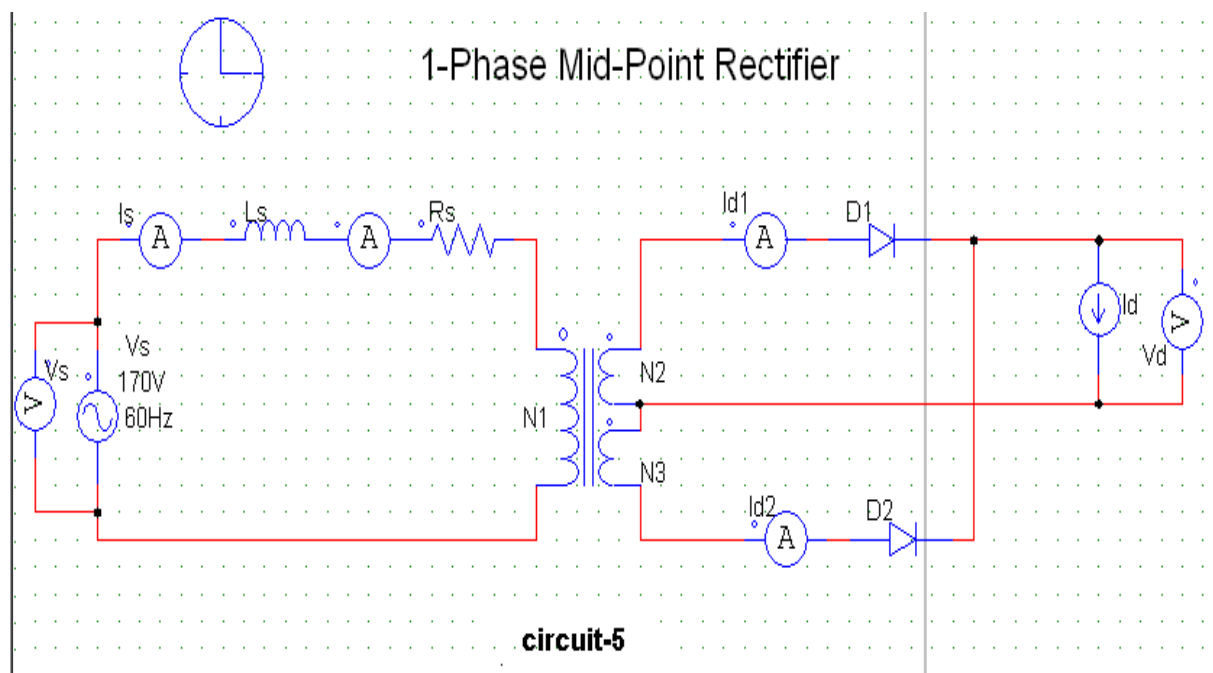 1-Phase Mid-Point Rectifier
Is
A
Ls
A
Rs
Id1
A
D1
Vs
V
Vs
170V
60Hz
N1
N2
N3
Id
V
Vd
Id2
A
D2
circuit-5